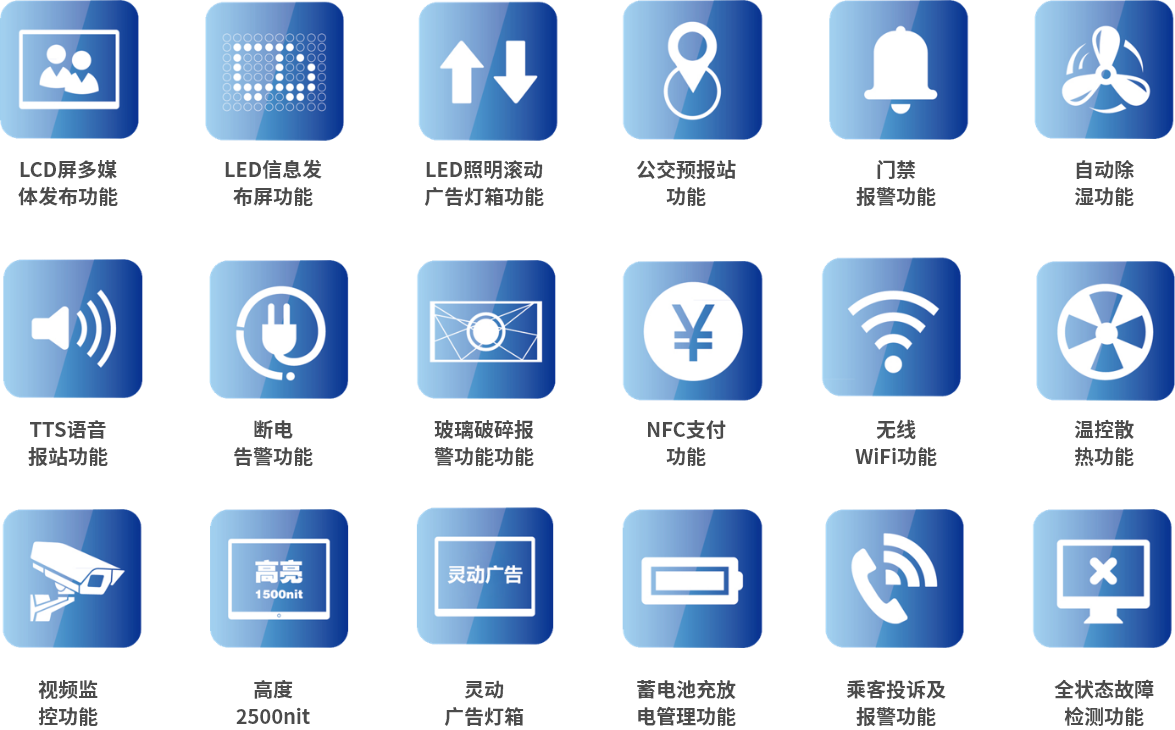 LCD屏多媒
体发布功能
LED信息发
布屏功能
LED照明滚动
广告灯箱功能
公交预报站
功能
门禁
报警功能
自动除
湿功能
TTS语音
报站功能
断电
告警功能
玻璃破碎报
警功能功能
¥
NFC支付
功能
无线
WiFi功能
温控散
热功能
视频监
控功能
高亮
1500nit
高度
2500nit
灵动广告
灵动
广告灯箱
蓄电池充放
电管理功能
乘客投诉及
报警功能
全状态故障
检测功能